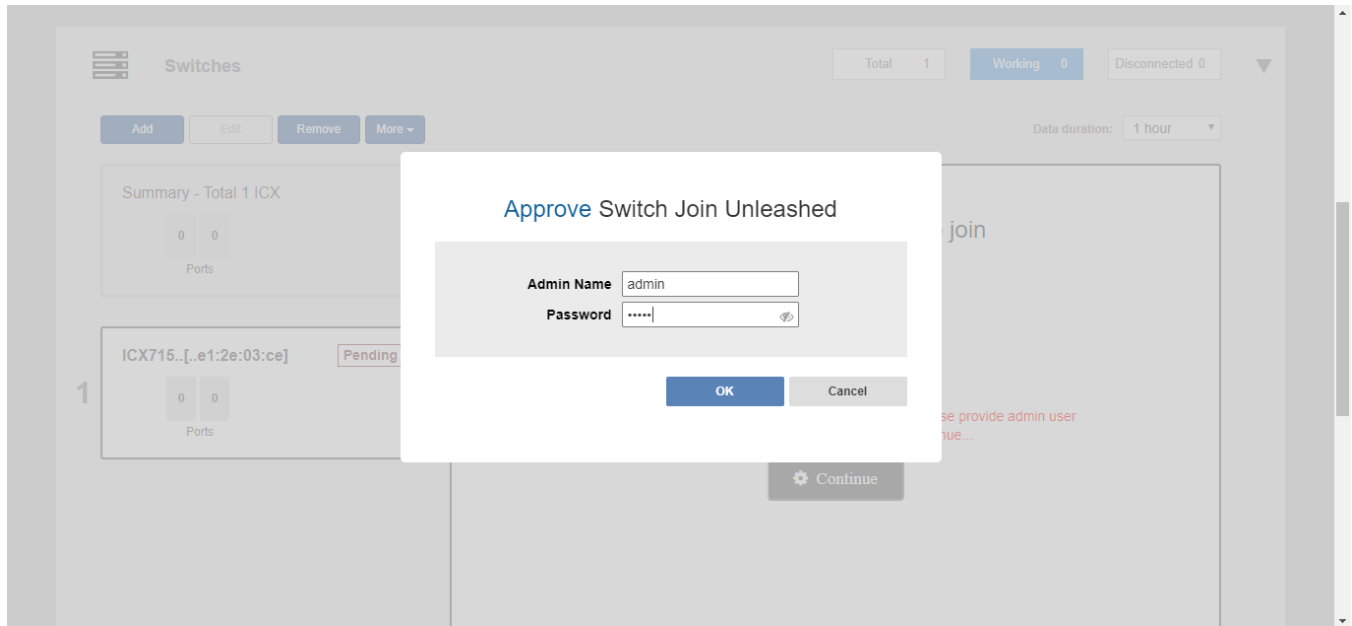 Switches
Total 1
Working 0
Disconnected 0
Add
Edit
Remove
More
Data duration: 1 hour
Summary - Total 1 ICX
0 0
Ports
join
Approve Switch Join Unleashed
Admin Name admin
Password •••••
OK
Cancel
1
ICX715..[..e1:2e:03:ce]
Pending
0 0
Ports
provide admin user
Continue